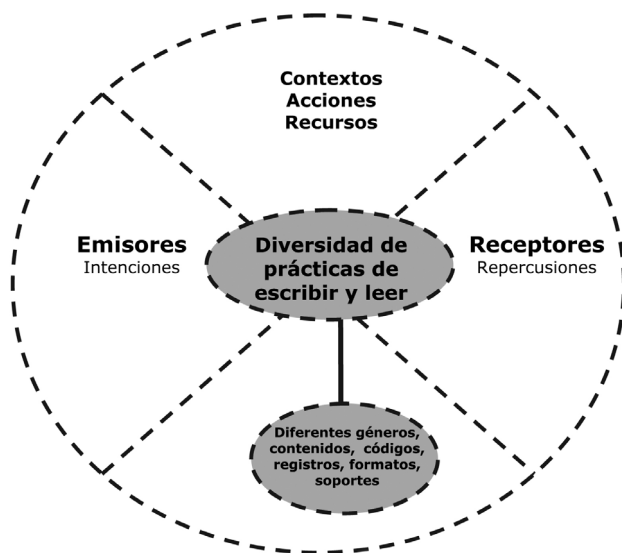 Contextos
Acciones
Recursos
Emisores
Intenciones
Diversidad de
prácticas de
escribir y leer
Receptores
Repercusiones
Diferentes géneros,
contenidos, códigos,
registros, formatos,
soportes